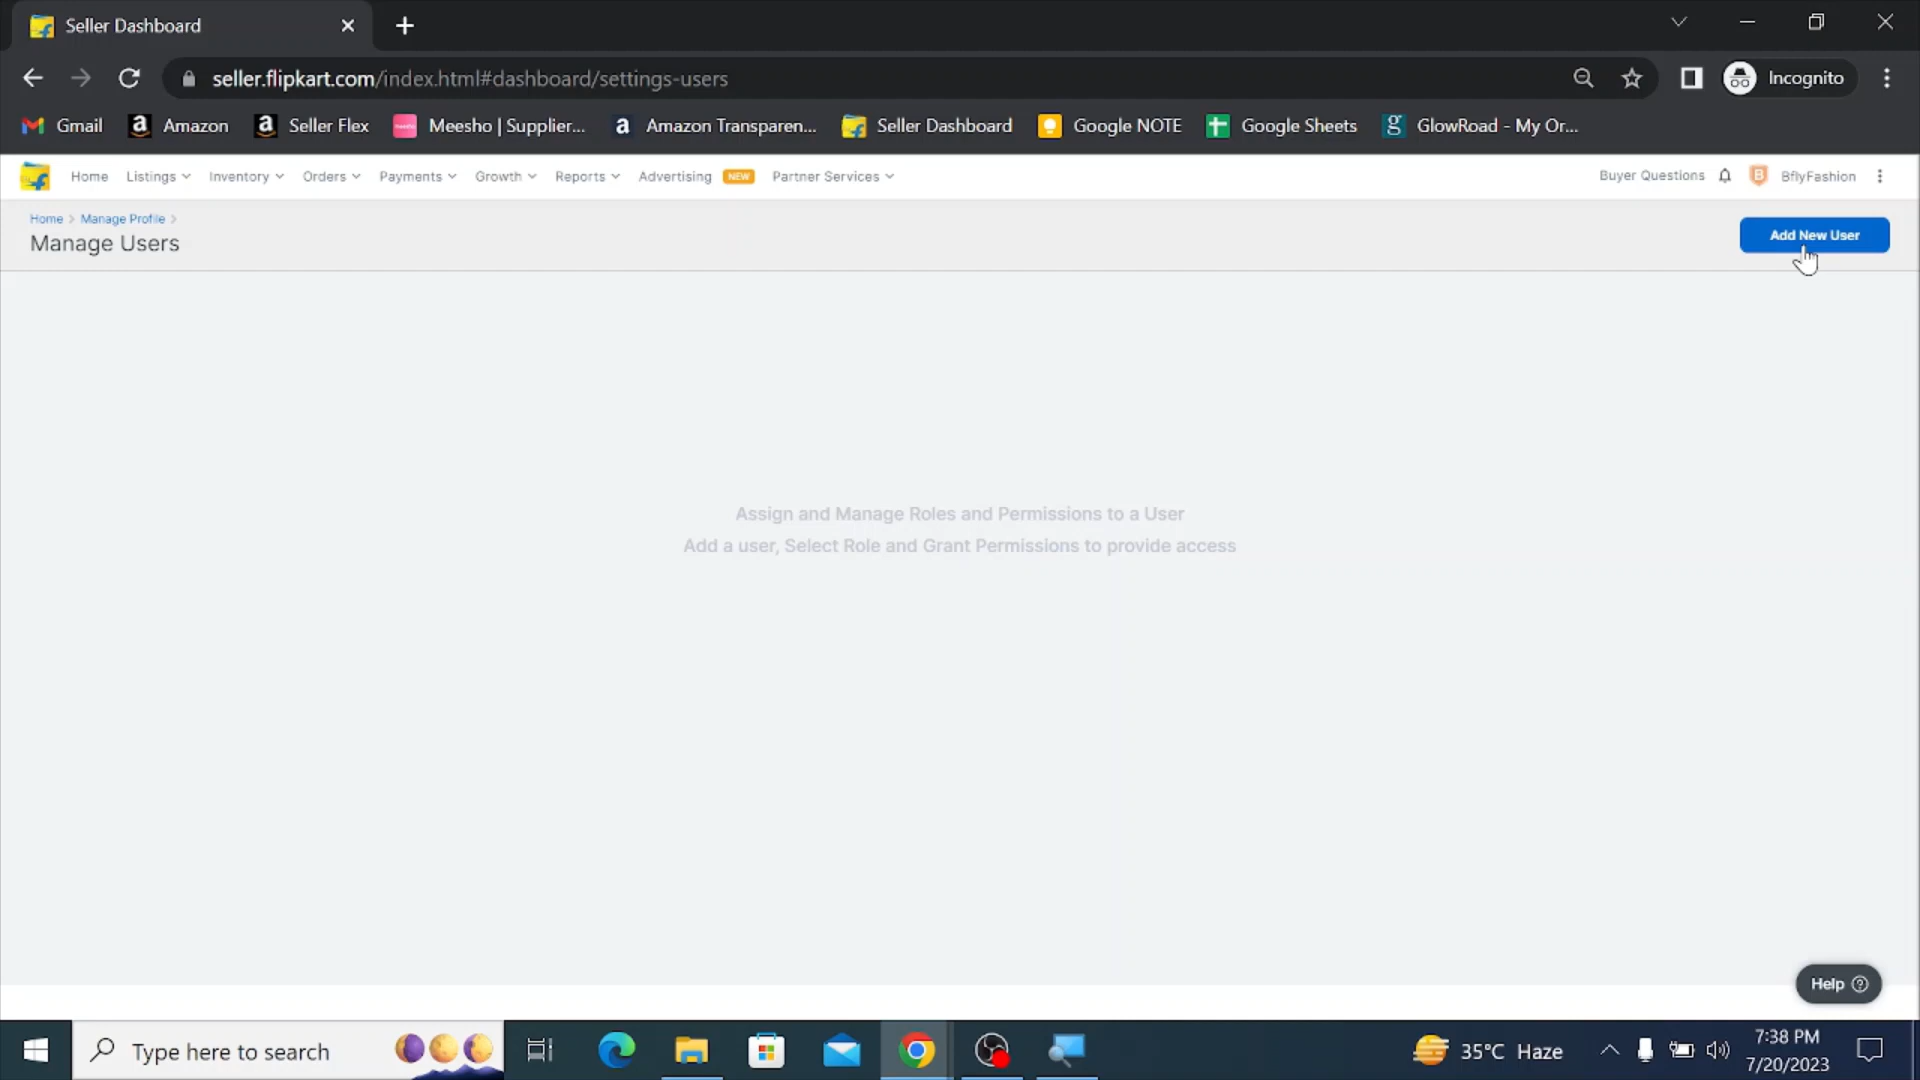 Seller Dashboard
seller.flipkart.com/index.html#dashboard/settings-users
Incognito
Gmail
Amazon
Seller Flex
Meesho | Supplier...
Amazon Transparen...
Seller Dashboard
Google NOTE
Google Sheets
GlowRoad - My Or...
Home
Listings
Inventory
Orders
Payments
Growth
Reports
Advertising
NEW
Partner Services
Buyer Questions
B
BflyFashion
Home > Manage Profile >
Manage Users
Add New User
Assign and Manage Roles and Permissions to a User
Add a user, Select Role and Grant Permissions to provide access
Help
Type here to search
35°C Haze
7:38 PM
7/20/2023